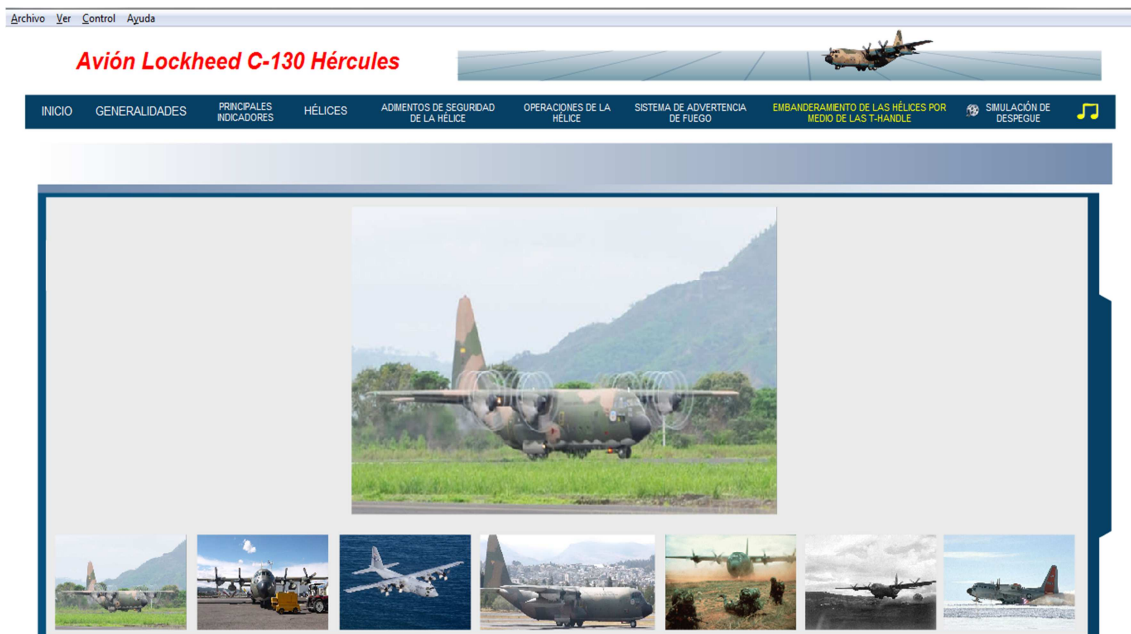 Archivo Ver Control Ayuda
Avión Lockheed C-130 Hércules
INICIO
GENERALIDADES
PRINCIPALES
INDICADORES
HÉLICES
ADIMENTOS DE SEGURIDAD
DE LA HÉLICE
OPERACIONES DE LA
HÉLICE
SISTEMA DE ADVERTENCIA
DE FUEGO
EMBANDERAMIENTO DE LAS HÉLICES POR
MEDIO DE LAS T-HANDLE
SIMULACIÓN DE
DESPEGUE